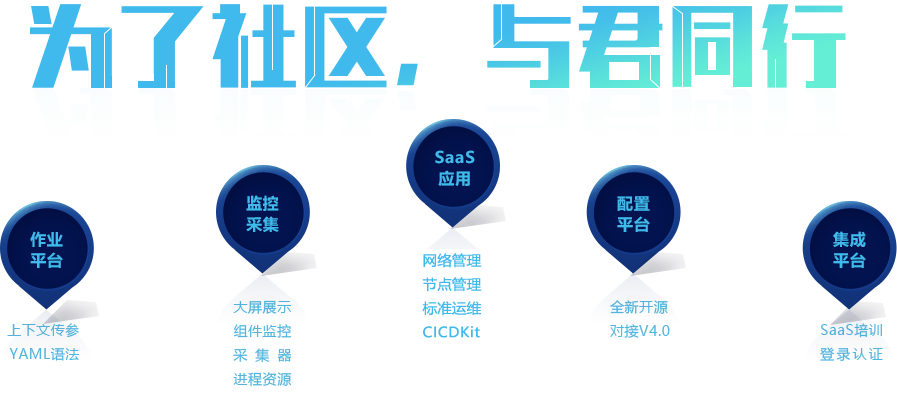 为了社区，与君同行
作业
平台
上下文传参
YAML语法
监控
采集
大屏展示
组件监控
采 集 器
进程资源
SaaS
应用
网络管理
节点管理
标准运维
CICDKit
配置
平台
全新开源
对接V4.0
集成
平台
SaaS培训
登录认证